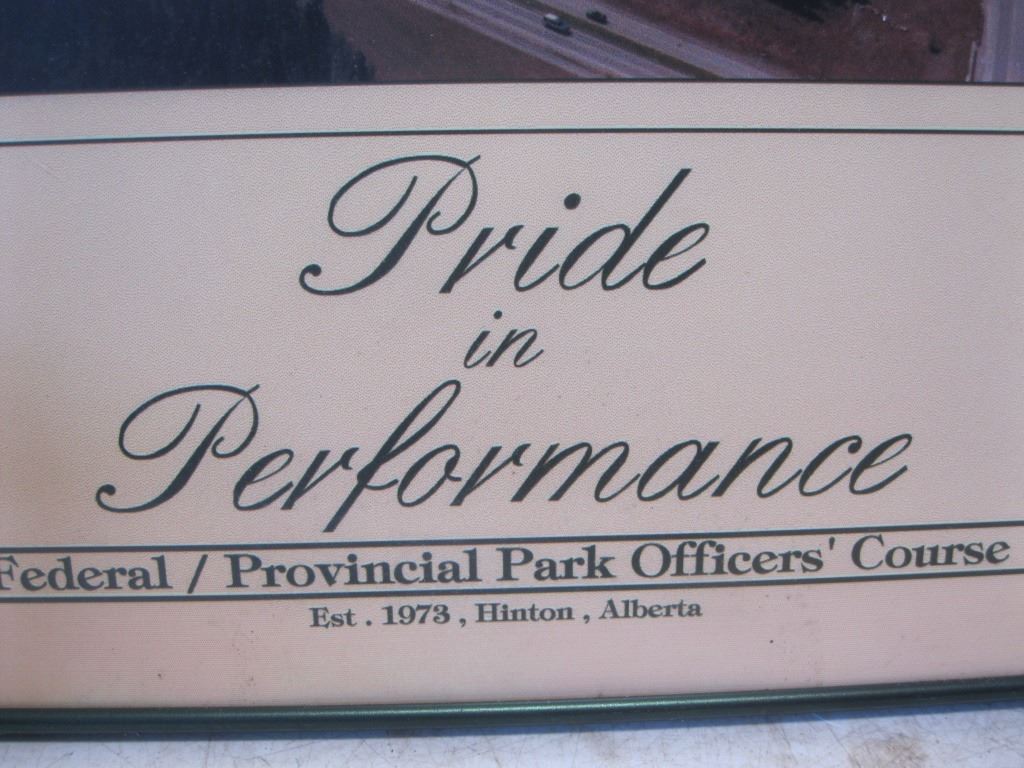 Pride
in
Performance
Federal / Provincial Park Officers' Course
Est . 1973 , Hinton , Alberta